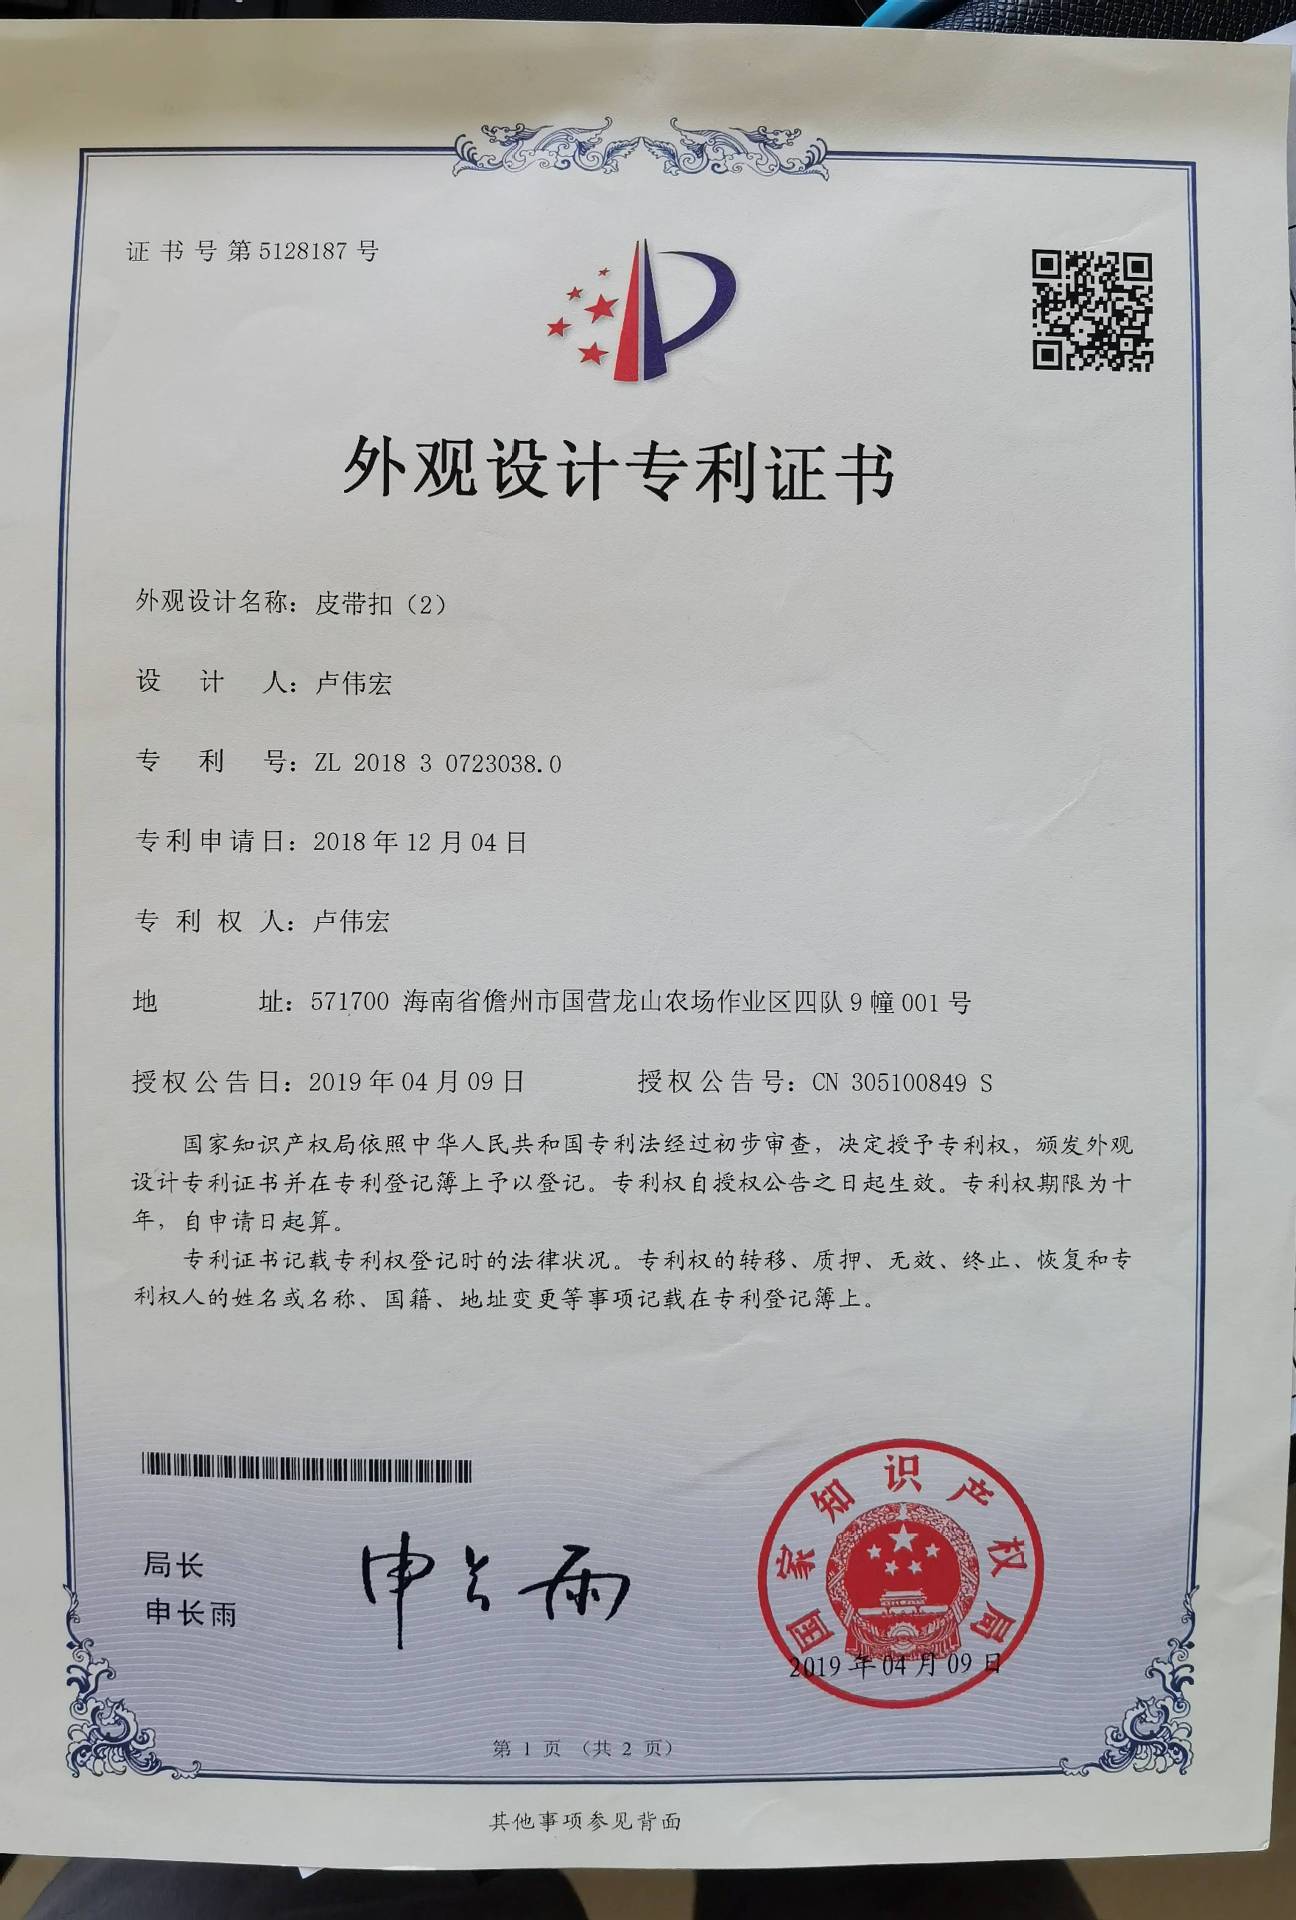 证书号第5128187号
外观设计专利证书
外观设计名称：皮带扣（2）
设计人：卢伟宏
专利号：ZL 2018 3 0723038.0
专利申请日：2018年12月04日
专利权人：卢伟宏
地址：571700 海南省儋州市国营龙山农场作业区四队9幢001号
授权公告日：2019年04月09日 授权公告号：CN 305100849 S
国家知识产权局依照中华人民共和国专利法经过初步审查，决定授予专利权，颁发外观
设计专利证书并在专利登记簿上予以登记。专利权自授权公告之日起生效。专利权期限为十
年，自申请日起算。
专利证书记载专利权登记时的法律状况。专利权的转移、质押、无效、终止、恢复和专
利权人的姓名或名称、国籍、地址变更等事项记载在专利登记簿上。
局长
申长雨
申长雨
国家知识产权局
2019年04月09日
第 1 页 （共 2 页）
其他事项参见背面